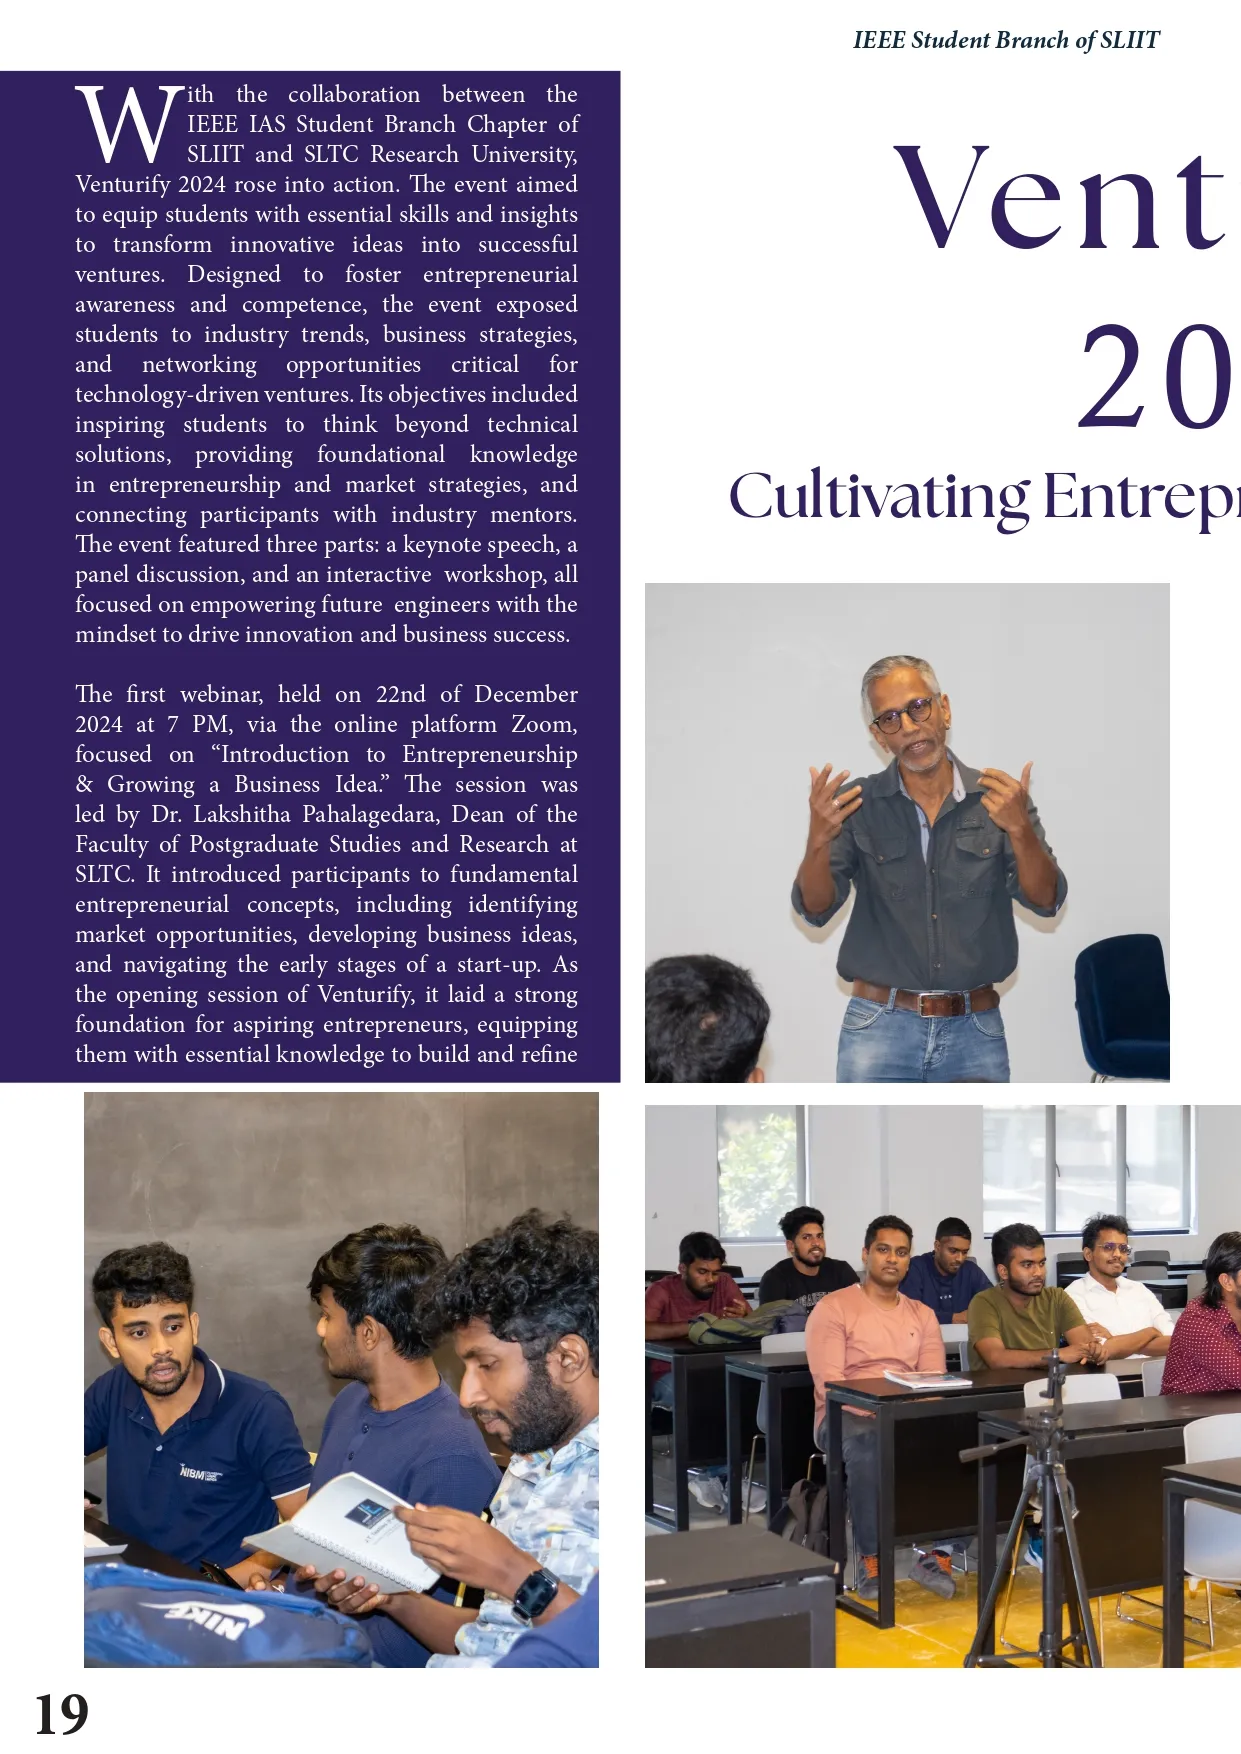 IEEE Student Branch of SLIIT
With the collaboration between the
IEEE IAS Student Branch Chapter of
SLIIT and SLTC Research University,
Venturify 2024 rose into action. The event aimed
to equip students with essential skills and insights
to transform innovative ideas into successful
ventures. Designed to foster entrepreneurial
awareness and competence, the event exposed
students to industry trends, business strategies,
and networking opportunities critical for
technology-driven ventures. Its objectives included
inspiring students to think beyond technical
solutions, providing foundational knowledge
in entrepreneurship and market strategies, and
connecting participants with industry mentors.
The event featured three parts: a keynote speech, a
panel discussion, and an interactive workshop, all
focused on empowering future engineers with the
mindset to drive innovation and business success.
The first webinar, held on 22nd of December
2024 at 7 PM, via the online platform Zoom,
focused on “Introduction to Entrepreneurship
& Growing a Business Idea.” The session was
led by Dr. Lakshitha Pahalagedara, Dean of the
Faculty of Postgraduate Studies and Research at
SLTC. It introduced participants to fundamental
entrepreneurial concepts, including identifying
market opportunities, developing business ideas,
and navigating the early stages of a start-up. As
the opening session of Venturify, it laid a strong
foundation for aspiring entrepreneurs, equipping
them with essential knowledge to build and refine
Vent
20
Cultivating Entrepr
NIBM
NIKE
19